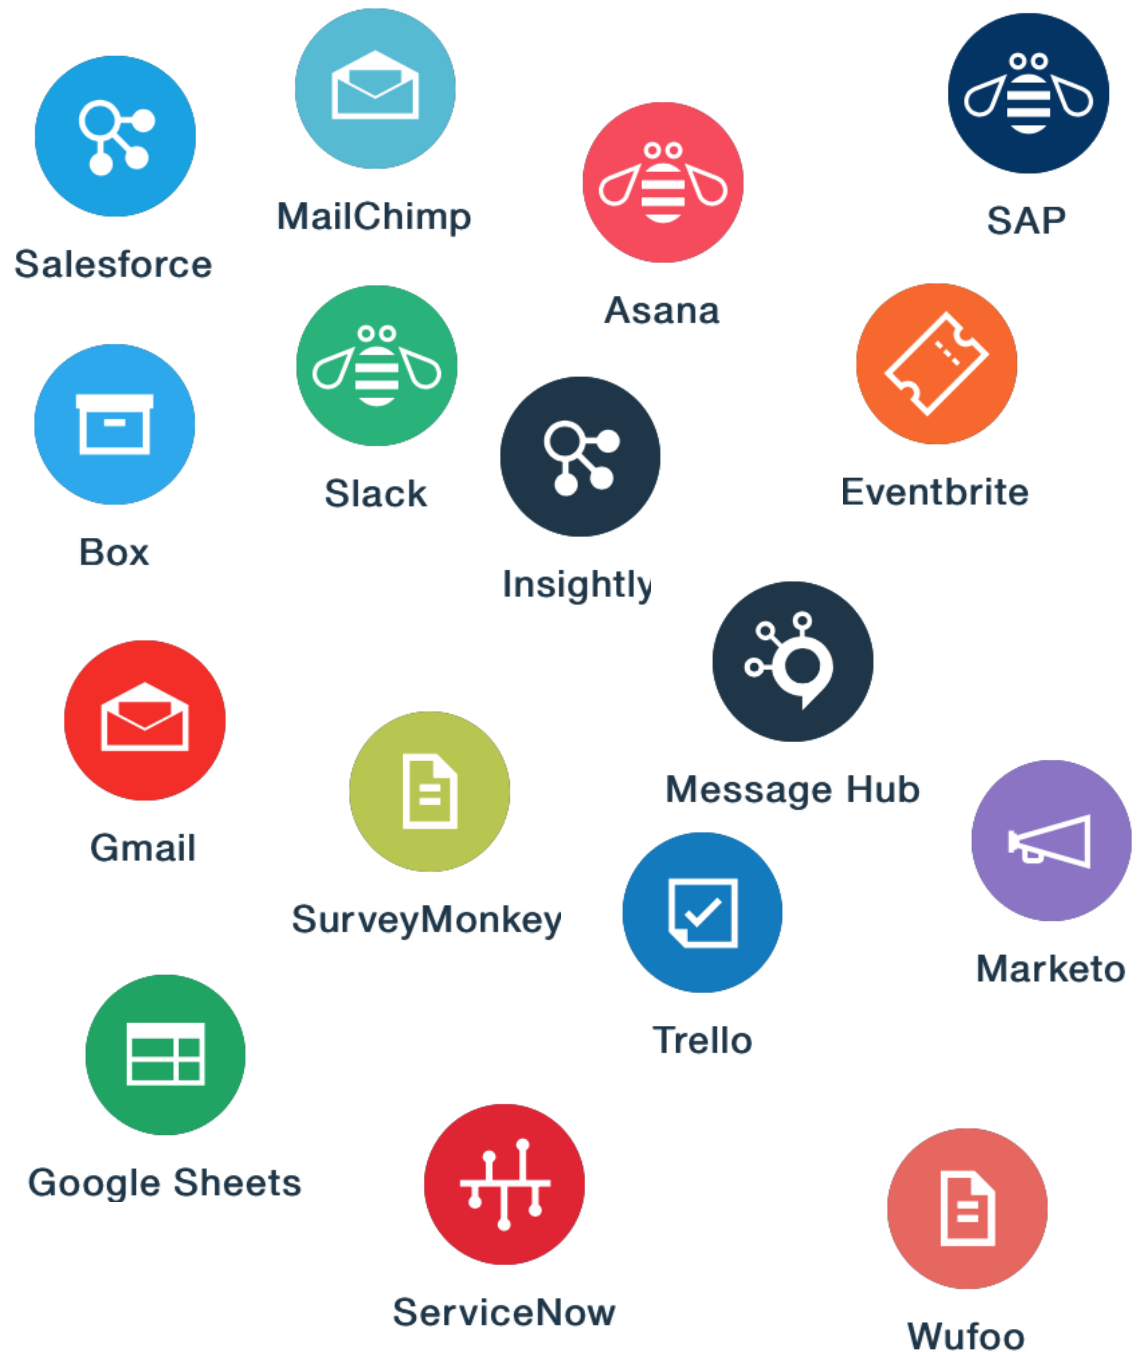 MailChimp
SAP
Salesforce
Asana
Slack
Eventbrite
Box
Insightly
Message Hub
Gmail
SurveyMonkey
Marketo
Trello
Google Sheets
ServiceNow
Wufoo